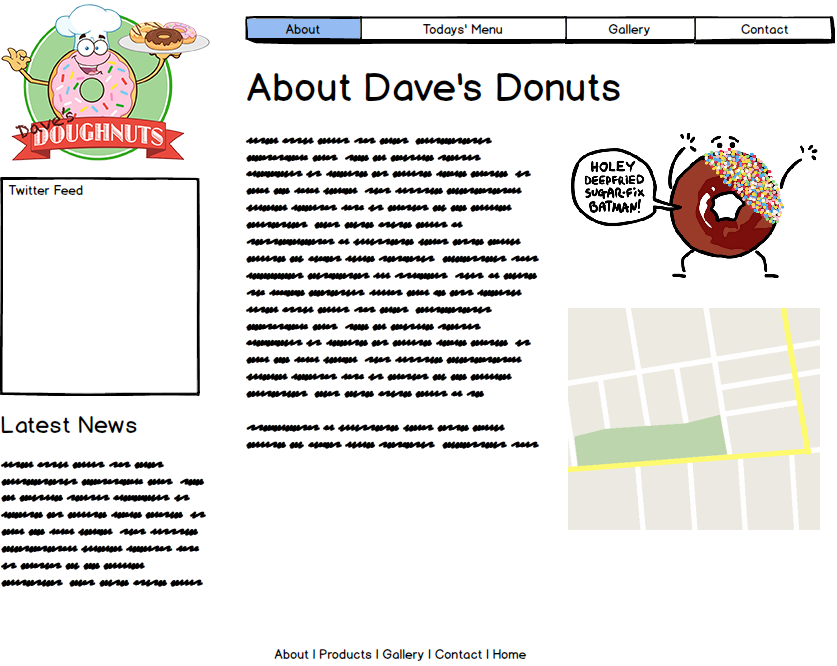 Dave's
DOUGHNUTS
About Todays' Menu Gallery Contact
About Dave's Donuts
Twitter Feed
HOLEY
DEEPFRIED
SUGAR-FIX
BATMAN!
Latest News
About | Products | Gallery | Contact | Home